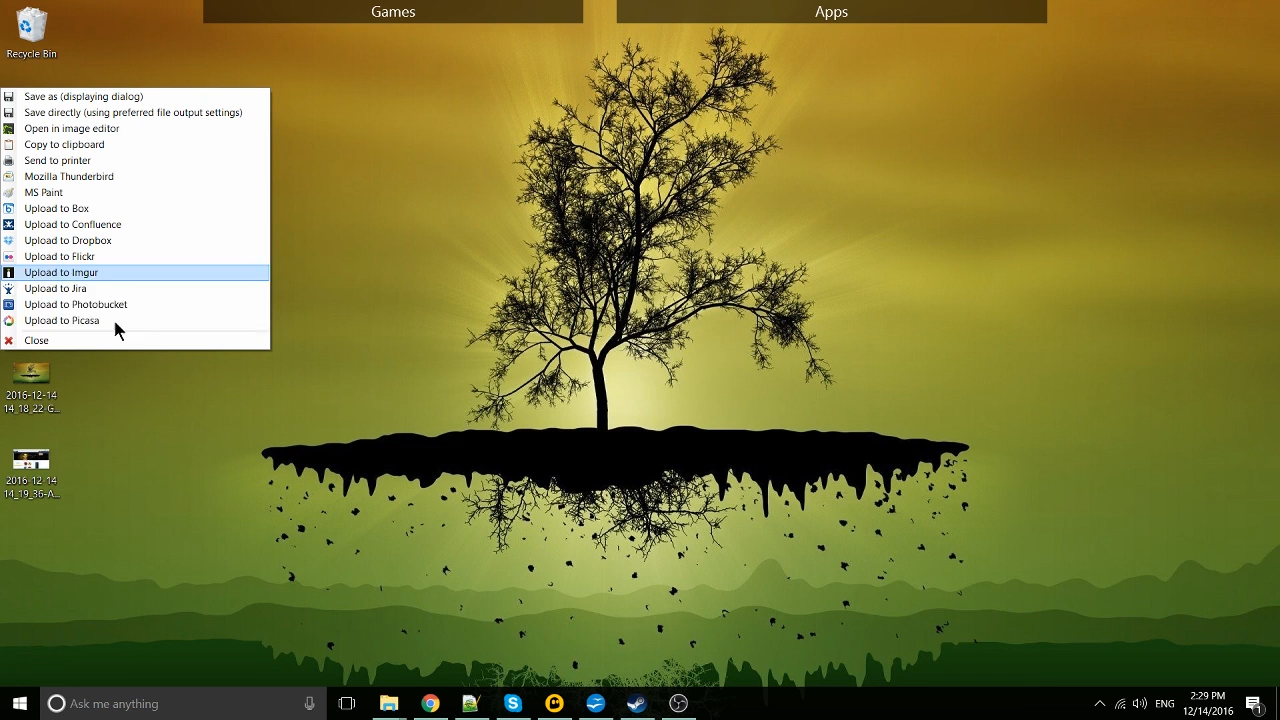 Games
Apps
Recycle Bin
Save as (displaying dialog)
Save directly (using preferred file output settings)
Open in image editor
Copy to clipboard
Send to printer
Mozilla Thunderbird
MS Paint
Upload to Box
Upload to Confluence
Upload to Dropbox
Upload to Flickr
Upload to Imgur
Upload to Jira
Upload to Photobucket
Upload to Picasa
Close
2016-12-14
14_18_22-G...
2016-12-14
14_19_36-A...
Ask me anything
ENG
2:29 PM
12/14/2016
1